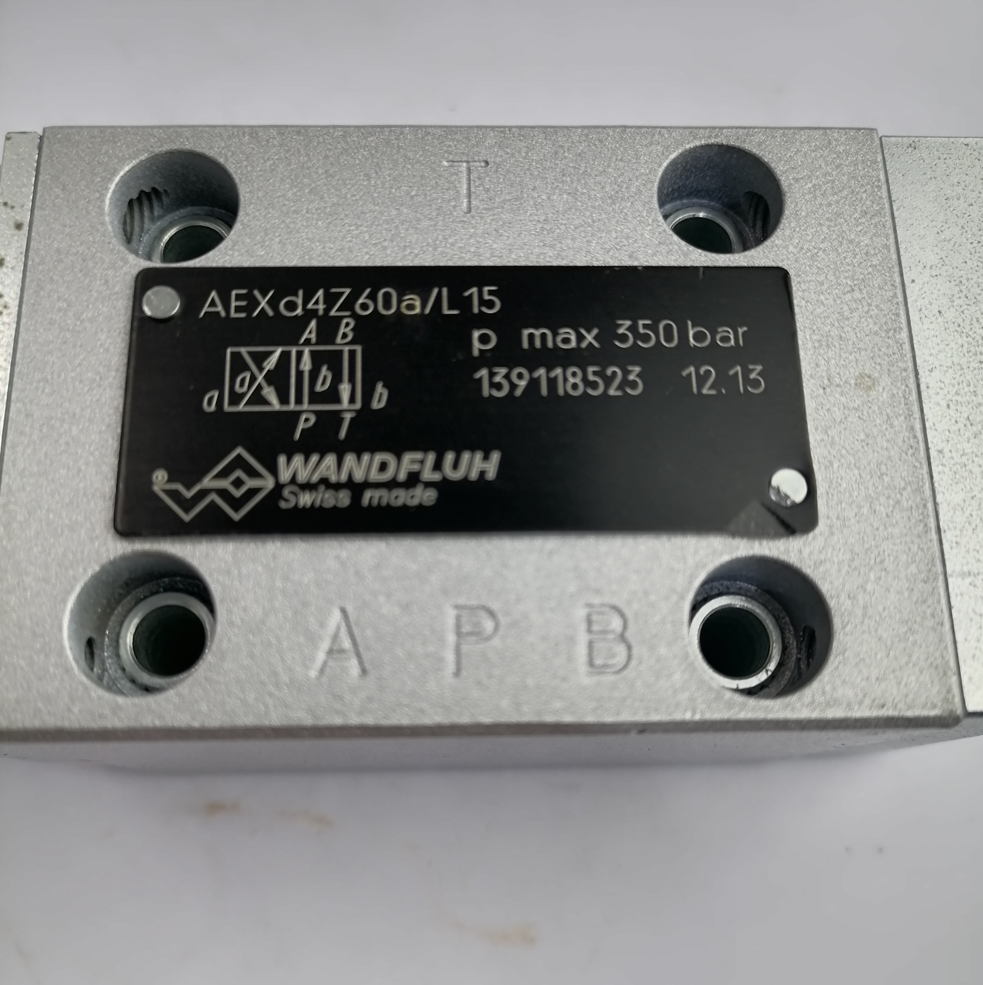 T
AEXd4Z60a/L15
A B
p max 350 bar
a a b b
139118523 12.13
P T
WANDFLUH
Swiss made
A P B